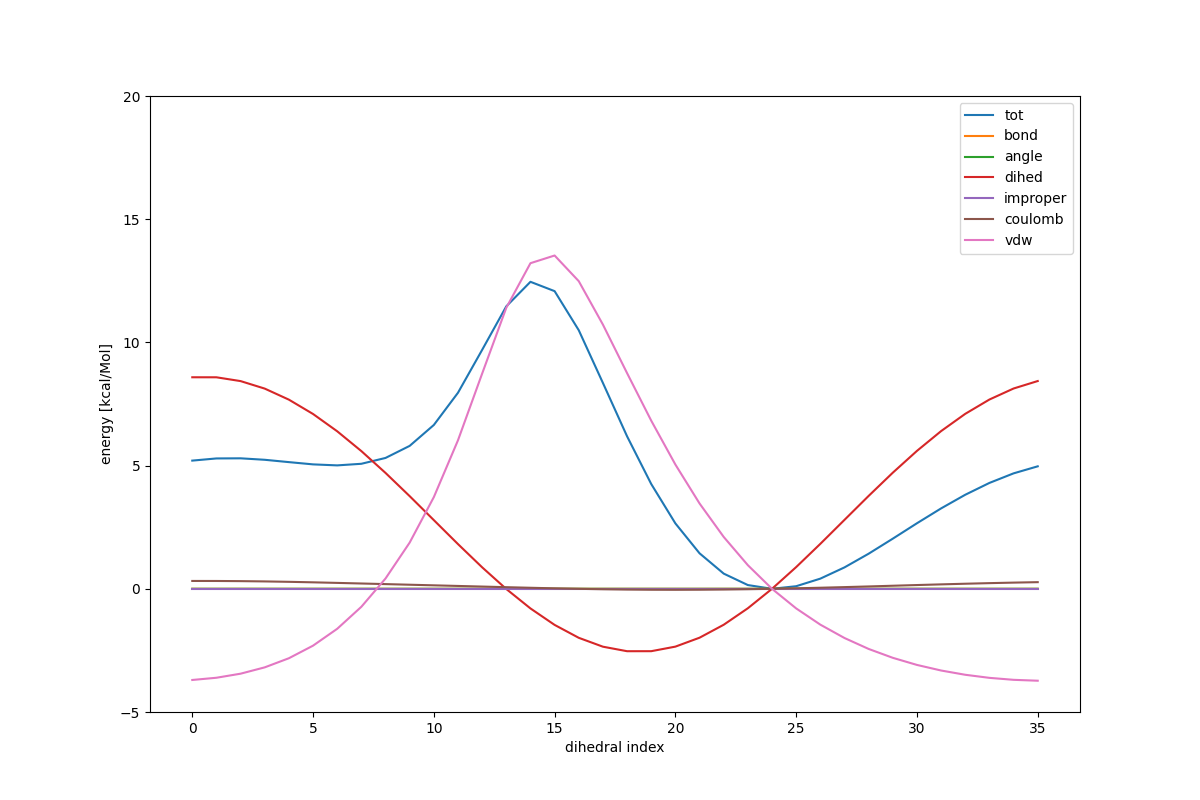 20
15
10
5
0
−5
energy [kcal/Mol]
tot
bond
angle
dihed
improper
coulomb
vdw
0 5 10 15 20 25 30 35
dihedral index